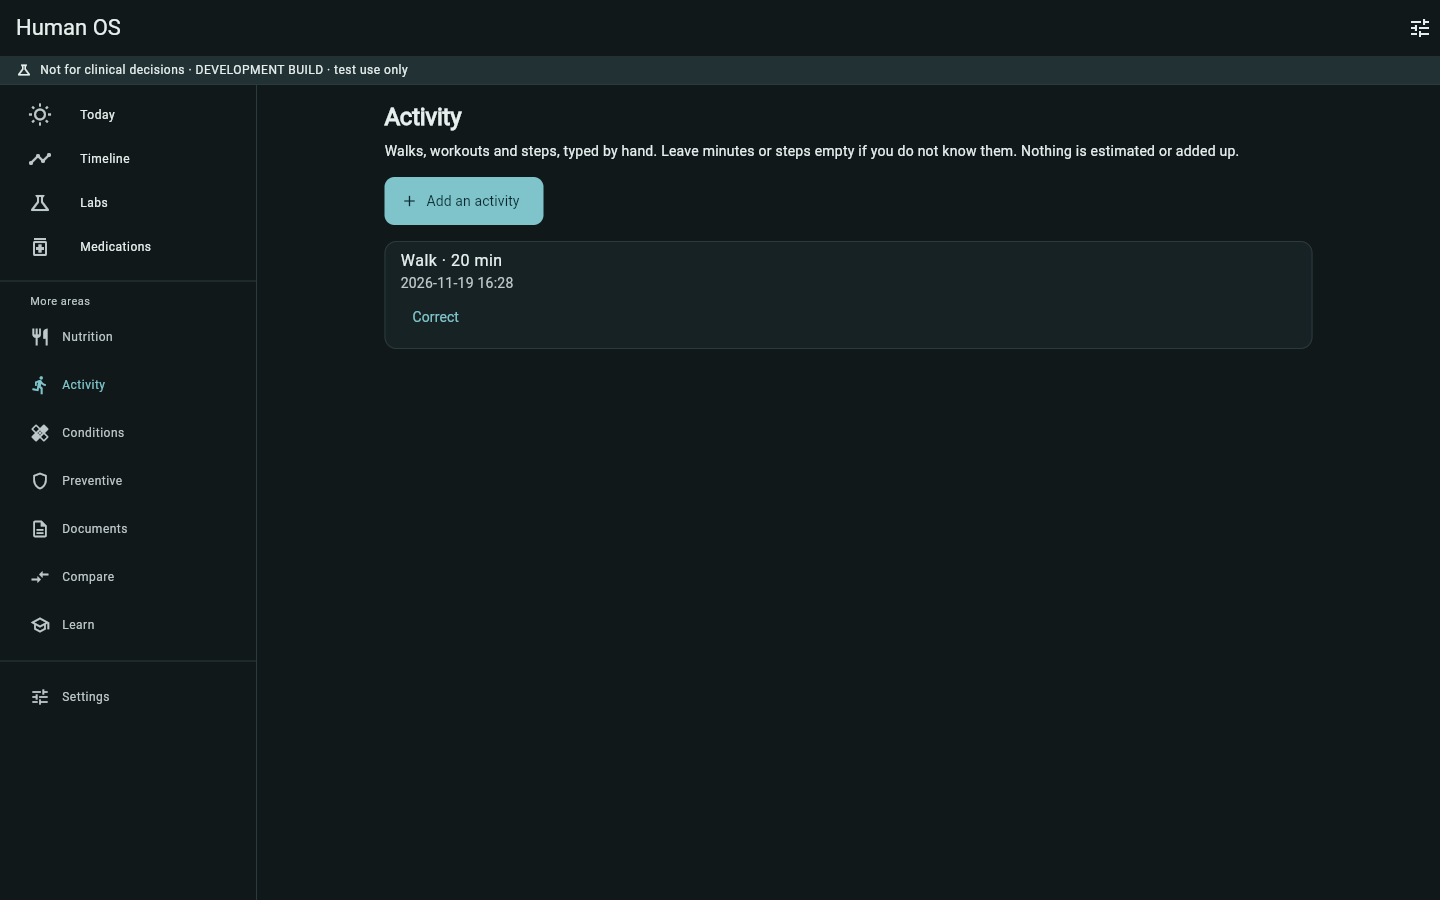 Human OS
Not for clinical decisions · DEVELOPMENT BUILD · test use only
Today
Timeline
Labs
Medications
More areas
Nutrition
Activity
Conditions
Preventive
Documents
Compare
Learn
Settings
Activity
Walks, workouts and steps, typed by hand. Leave minutes or steps empty if you do not know them. Nothing is estimated or added up.
+ Add an activity
Walk · 20 min
2026-11-19 16:28
Correct